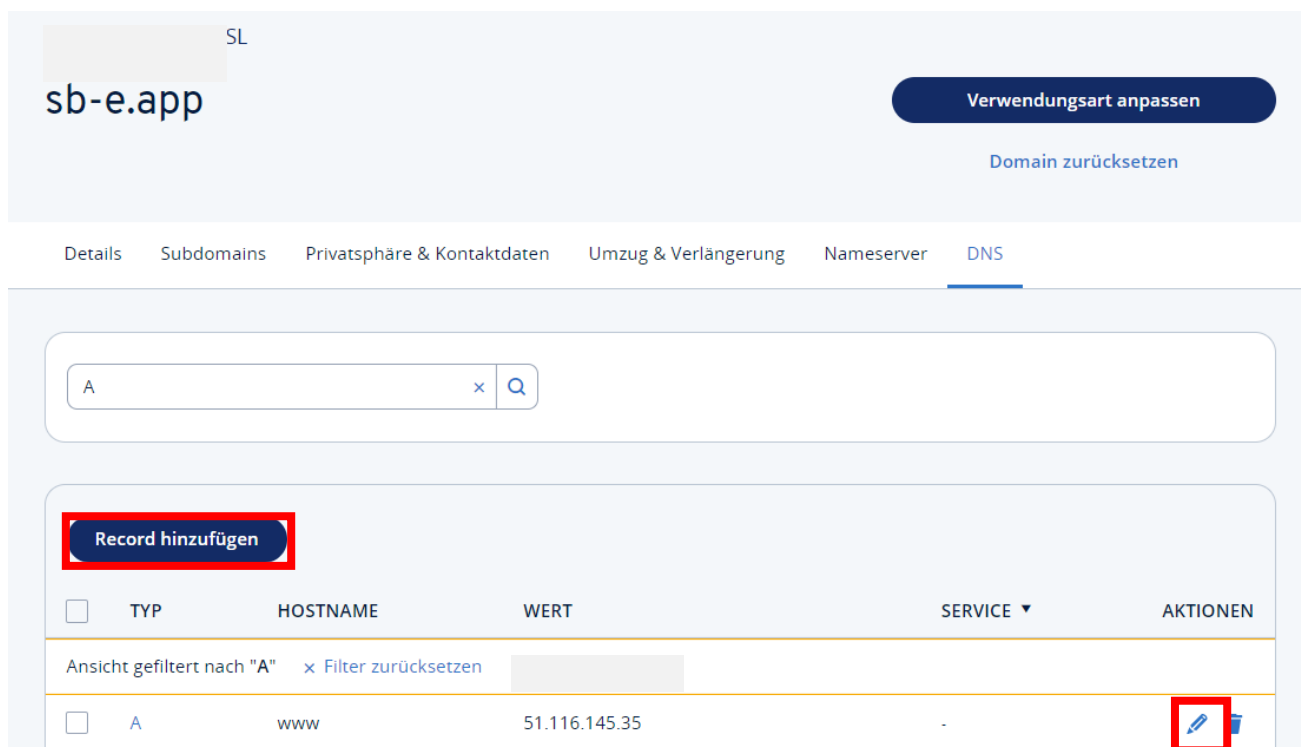 SL
sb-e.app
Verwendungsart anpassen
Domain zurücksetzen
Details Subdomains Privatsphäre & Kontaktdaten Umzug & Verlängerung Nameserver DNS
A ×
Record hinzufügen
TYP HOSTNAME WERT SERVICE ▼ AKTIONEN
Ansicht gefiltert nach "A" × Filter zurücksetzen
A www 51.116.145.35 -